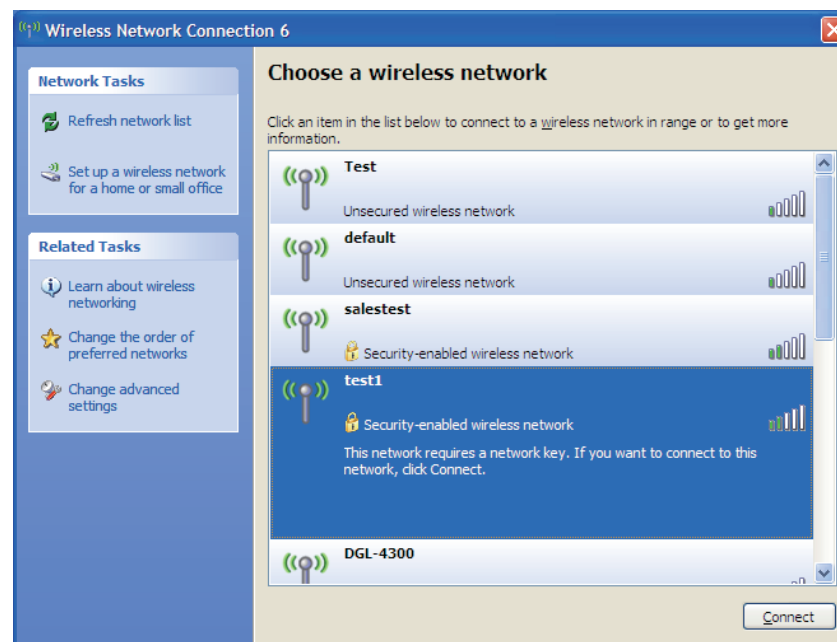 Wireless Network Connection 6
Network Tasks
Refresh network list
Set up a wireless network
for a home or small office
Related Tasks
Learn about wireless
networking
Change the order of
preferred networks
Change advanced
settings
Choose a wireless network
Click an item in the list below to connect to a wireless network in range or to get more
information.
Test
Unsecured wireless network
default
Unsecured wireless network
salestest
Security-enabled wireless network
test1
Security-enabled wireless network
This network requires a network key. If you want to connect to this
network, click Connect.
DGL-4300
Connect